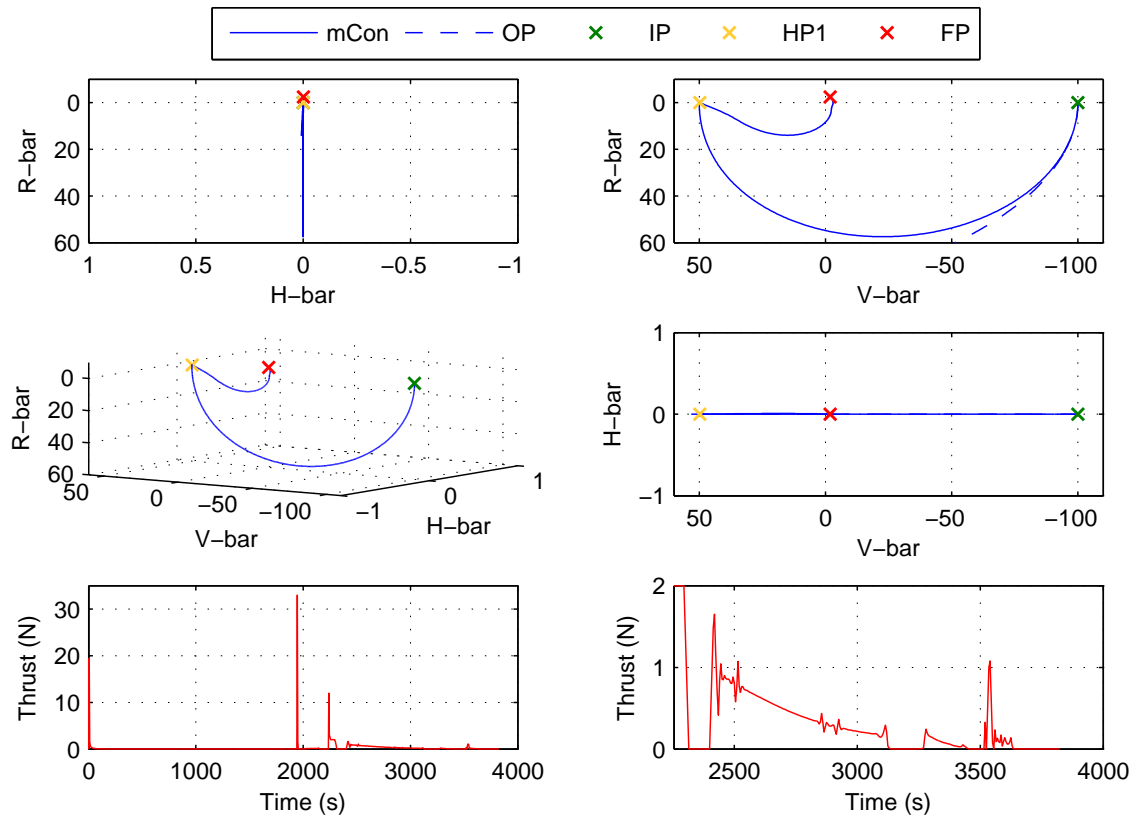 mCon OP IP HP1 FP
0
20
40
60
R−bar
1 0.5 0 −0.5 −1
H−bar
0
20
40
60
R−bar
50 0 −50 −100
V−bar
0
20
40
60
R−bar
50 0 −50 −100
V−bar
−1 0 1
H−bar
1
0
−1
H−bar
50 0 −50 −100
V−bar
30
20
10
0
Thrust (N)
0 1000 2000 3000 4000
Time (s)
2
1
0
Thrust (N)
2500 3000 3500 4000
Time (s)